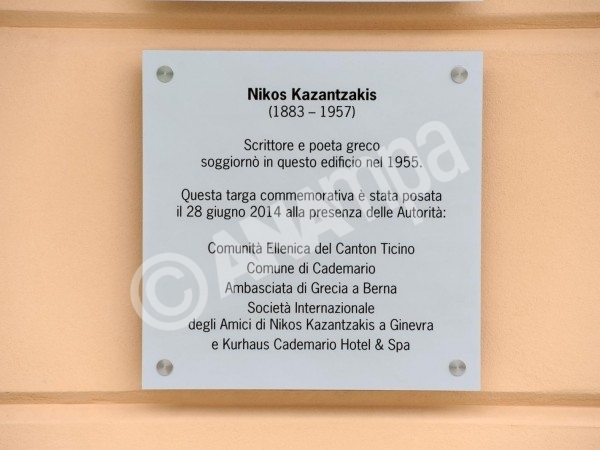 Nikos Kazantzakis
(1883 – 1957)
Scrittore e poeta greco
soggiornò in questo edificio nel 1955.
Questa targa commemorativa è stata posata
il 28 giugno 2014 alla presenza delle Autorità:
Comunità Ellenica del Canton Ticino
Comune di Cademario
Ambasciata di Grecia a Berna
Società Internazionale
degli Amici di Nikos Kazantzakis a Ginevra
e Kurhaus Cademario Hotel & Spa
© ANAmpa